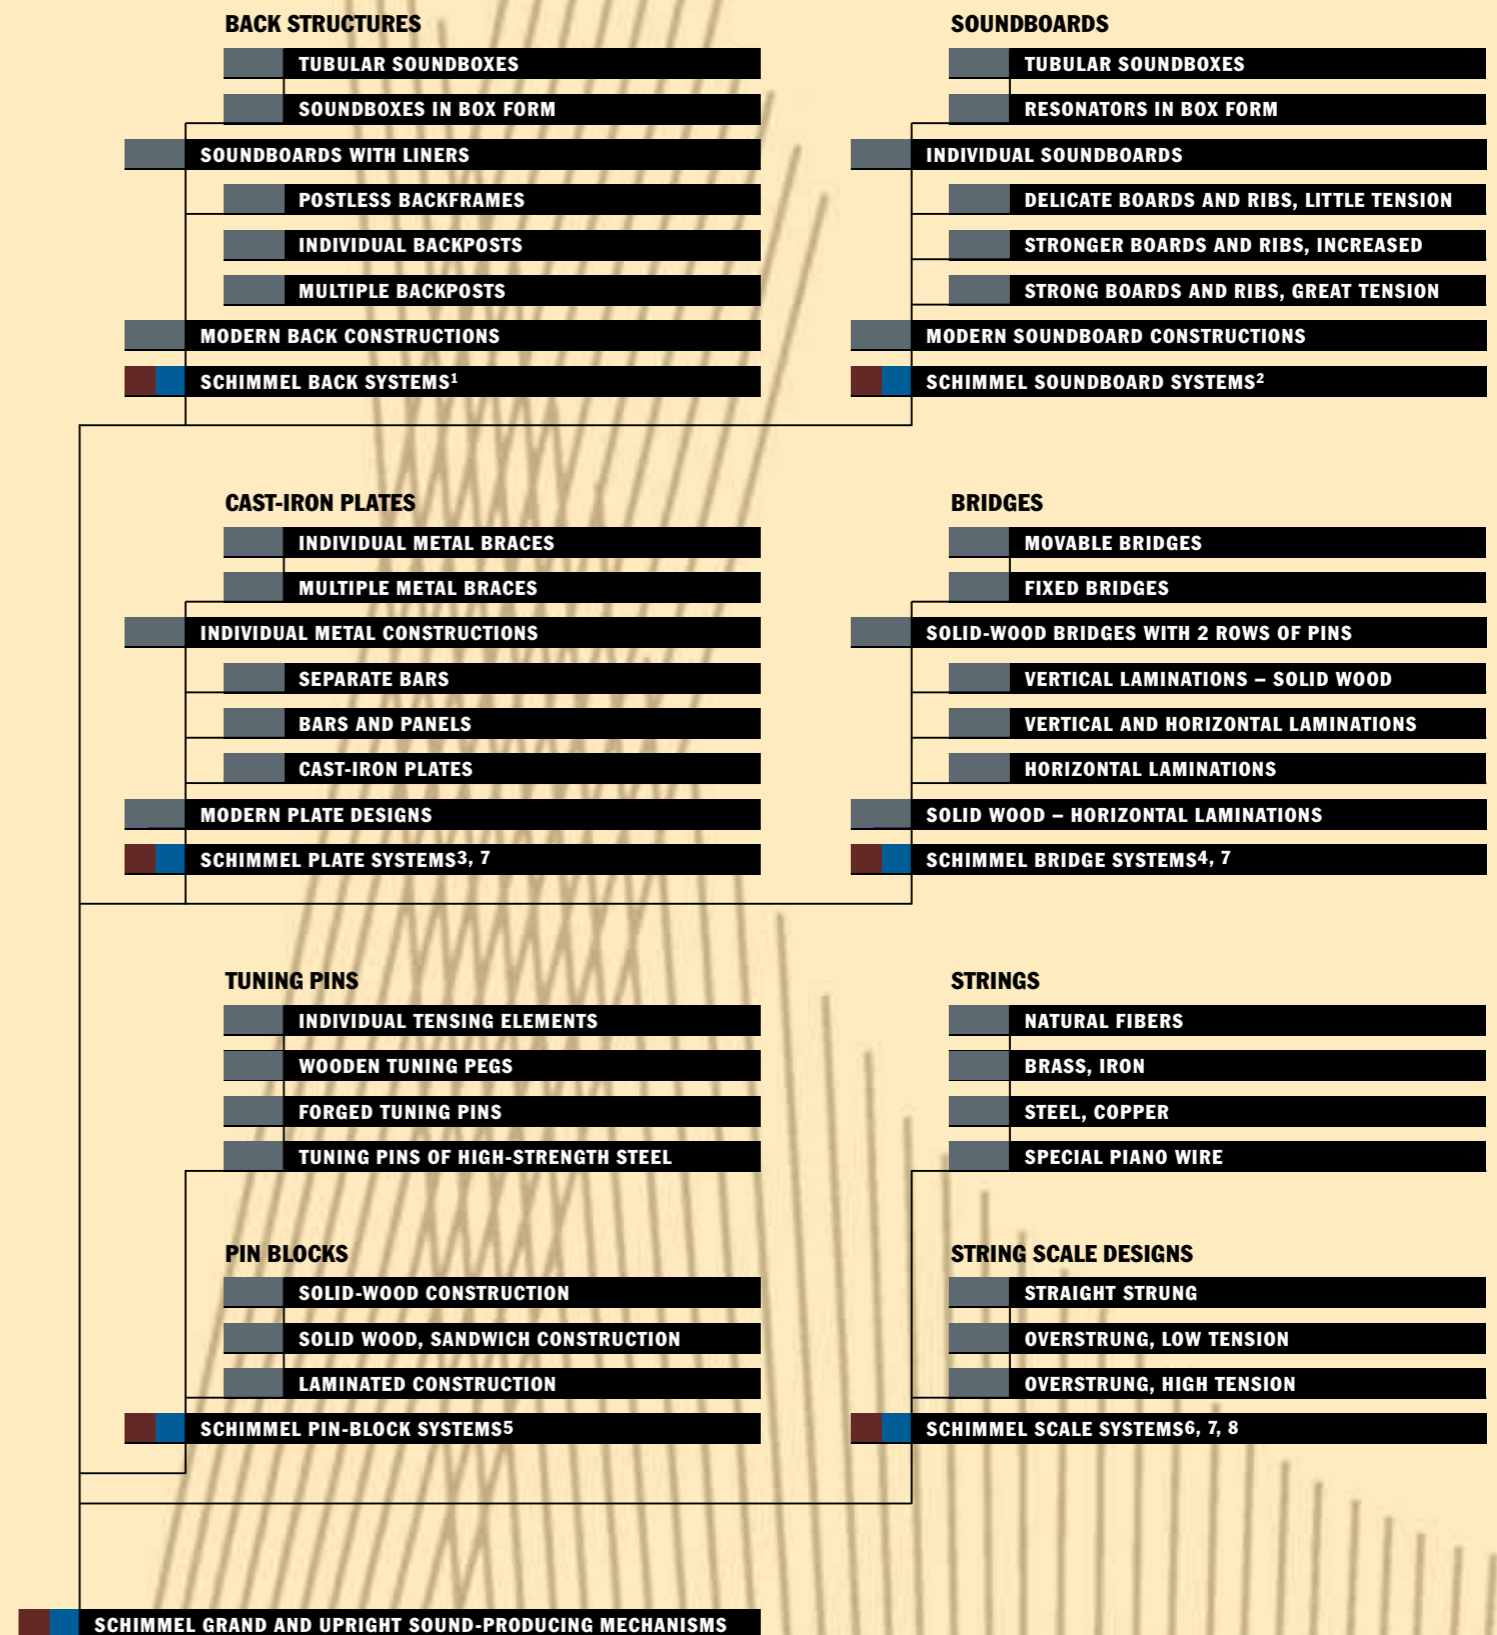 BACK STRUCTURES
TUBULAR SOUNDBOXES
SOUNDBOXES IN BOX FORM
SOUNDBOARDS WITH LINERS
POSTLESS BACKFRAMES
INDIVIDUAL BACKPOSTS
MULTIPLE BACKPOSTS
MODERN BACK CONSTRUCTIONS
SCHIMMEL BACK SYSTEMS¹
SOUNDBOARDS
TUBULAR SOUNDBOXES
RESONATORS IN BOX FORM
INDIVIDUAL SOUNDBOARDS
DELICATE BOARDS AND RIBS, LITTLE TENSION
STRONGER BOARDS AND RIBS, INCREASED
STRONG BOARDS AND RIBS, GREAT TENSION
MODERN SOUNDBOARD CONSTRUCTIONS
SCHIMMEL SOUNDBOARD SYSTEMS²
CAST-IRON PLATES
INDIVIDUAL METAL BRACES
MULTIPLE METAL BRACES
INDIVIDUAL METAL CONSTRUCTIONS
SEPARATE BARS
BARS AND PANELS
CAST-IRON PLATES
MODERN PLATE DESIGNS
SCHIMMEL PLATE SYSTEMS³, ⁷
BRIDGES
MOVABLE BRIDGES
FIXED BRIDGES
SOLID-WOOD BRIDGES WITH 2 ROWS OF PINS
VERTICAL LAMINATIONS – SOLID WOOD
VERTICAL AND HORIZONTAL LAMINATIONS
HORIZONTAL LAMINATIONS
SOLID WOOD – HORIZONTAL LAMINATIONS
SCHIMMEL BRIDGE SYSTEMS⁴, ⁷
TUNING PINS
INDIVIDUAL TENSING ELEMENTS
WOODEN TUNING PEGS
FORGED TUNING PINS
TUNING PINS OF HIGH-STRENGTH STEEL
STRINGS
NATURAL FIBERS
BRASS, IRON
STEEL, COPPER
SPECIAL PIANO WIRE
PIN BLOCKS
SOLID-WOOD CONSTRUCTION
SOLID WOOD, SANDWICH CONSTRUCTION
LAMINATED CONSTRUCTION
SCHIMMEL PIN-BLOCK SYSTEMS⁵
STRING SCALE DESIGNS
STRAIGHT STRUNG
OVERSTRUNG, LOW TENSION
OVERSTRUNG, HIGH TENSION
SCHIMMEL SCALE SYSTEMS⁶, ⁷, ⁸
SCHIMMEL GRAND AND UPRIGHT SOUND-PRODUCING MECHANISMS